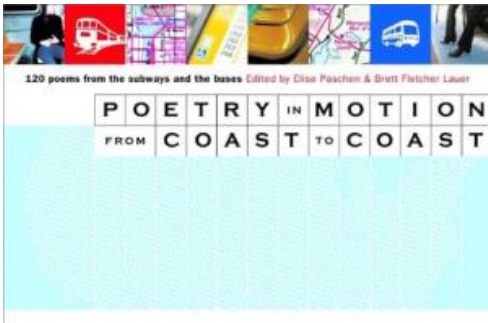 120 poems from the subways and the buses Edited by Elise Paschen & Brett Fletcher Lauer
POETRY IN MOTION
FROM COAST TO COAST